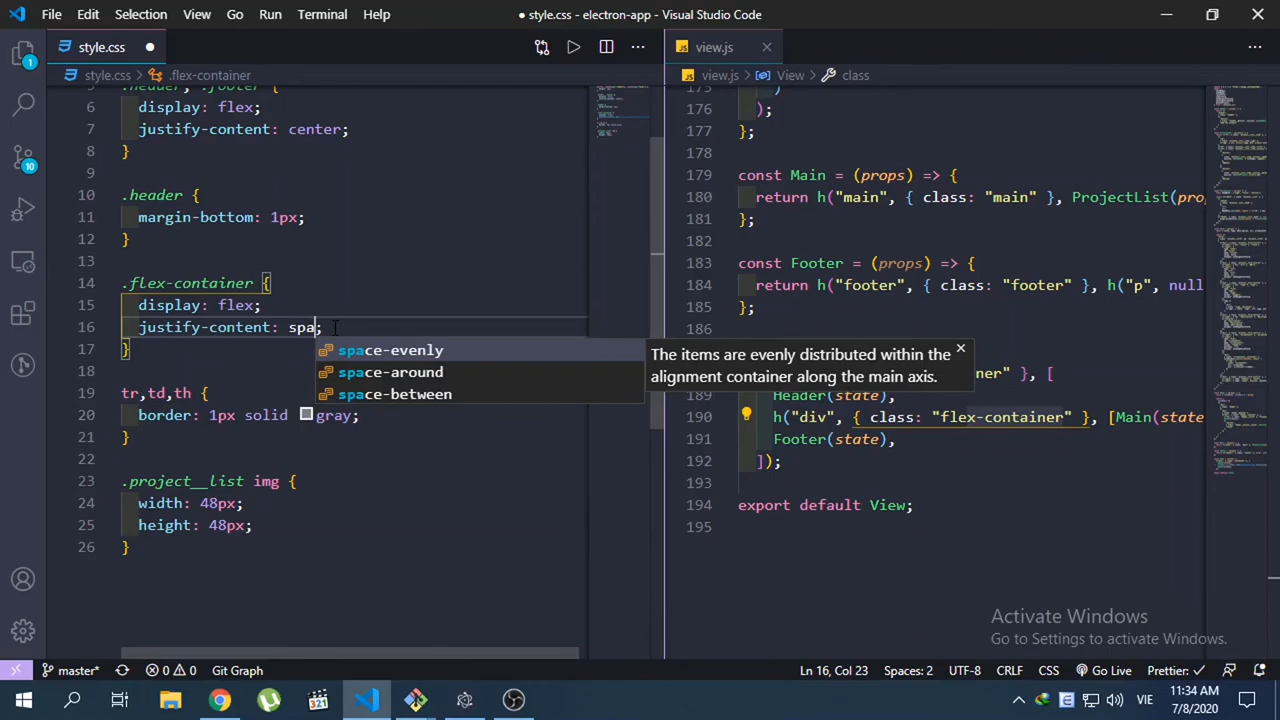 File Edit Selection View Go Run Terminal Help ● style.css - electron-app - Visual Studio Code
style.css ●
view.js ×
style.css › .flex-container
view.js › View › class
1
10
.header, .footer {
6 display: flex;
7 justify-content: center;
8 }
9
10 .header {
11 margin-bottom: 1px;
12 }
13
14 .flex-container {
15 display: flex;
16 justify-content: spa;
17 }
18
19 tr,td,th {
20 border: 1px solid gray;
21 }
22
23 .project__list img {
24 width: 48px;
25 height: 48px;
26 }
space-evenly
space-around
space-between
The items are evenly distributed within the
alignment container along the main axis.
175 )
176 );
177 };
178
179 const Main = (props) => {
180 return h("main", { class: "main" }, ProjectList(pro
181 };
182
183 const Footer = (props) => {
184 return h("footer", { class: "footer" }, h("p", null
185 };
186
ner" }, [
189 Header(state),
190 h("div", { class: "flex-container" }, [Main(state
191 Footer(state),
192 ]);
193
194 export default View;
195
Activate Windows
Go to Settings to activate Windows.
master* 0 0 Git Graph
Ln 16, Col 23 Spaces: 2 UTF-8 CRLF CSS Go Live Prettier: ✓
VIE
11:34 AM
7/8/2020